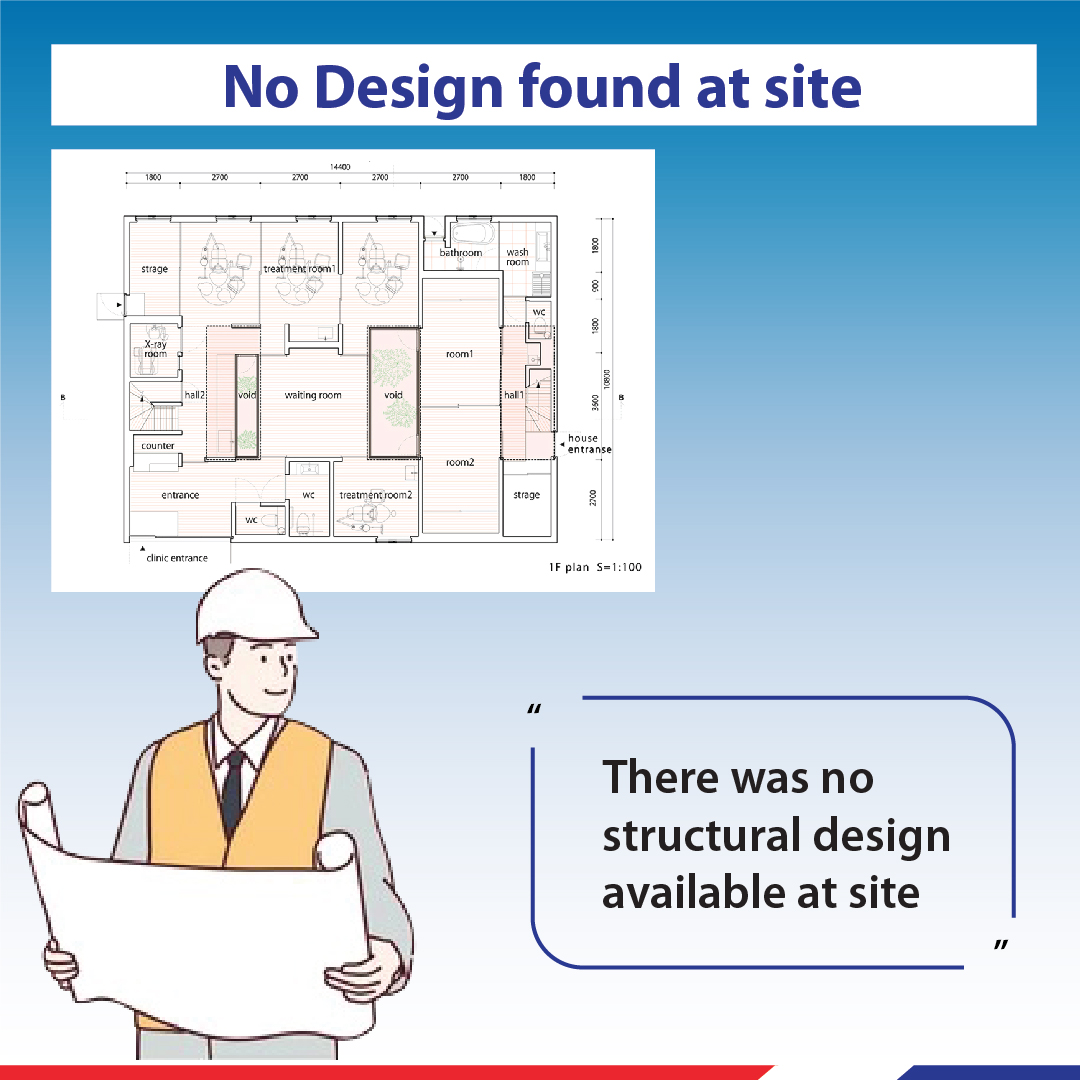 No Design found at site
14400
1800 2700 2700 2700 2700 1800
strage
treatment room1
bathroom
wash
room
1800
900
1800
10800
3600
2700
wc
X-ray
room
room1
B
hall2
void
waiting room
void
hall1
B
counter
house
entranse
room2
entrance
wc
treatment room2
strage
wc
clinic entrance
1F plan S=1:100
“
There was no
structural design
available at site
”